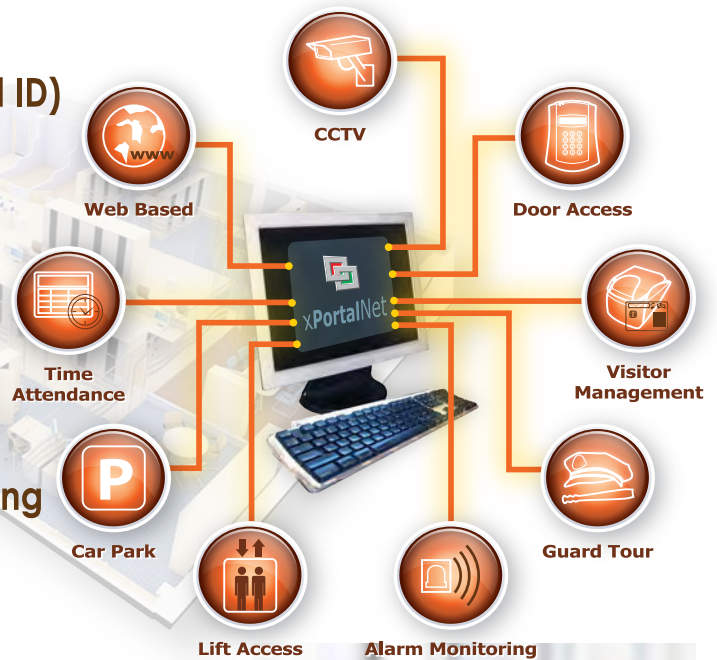 ID)
CCTV
www
Web Based
Door Access
xPortalNet
Time
Attendance
Visitor
Management
P
ing
Car Park
Guard Tour
Lift Access
Alarm Monitoring